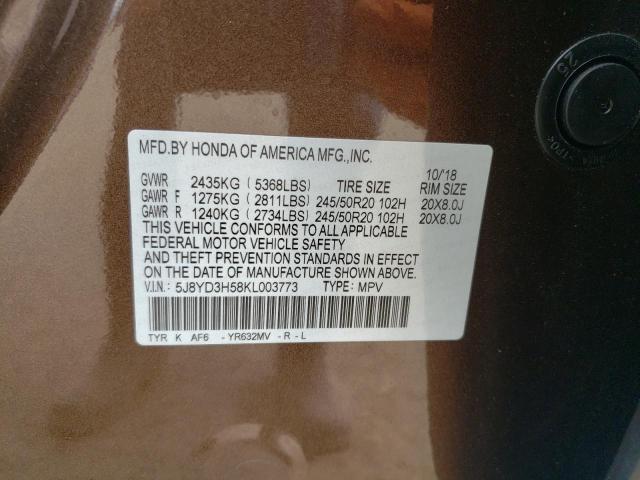 MFD.BY HONDA OF AMERICA MFG.,INC.
10/'18
GVWR 2435KG ( 5368LBS) TIRE SIZE RIM SIZE
GAWR F 1275KG ( 2811LBS) 245/50R20 102H 20X8.0J
GAWR R 1240KG ( 2734LBS) 245/50R20 102H 20X8.0J
THIS VEHICLE CONFORMS TO ALL APPLICABLE
FEDERAL MOTOR VEHICLE SAFETY
AND THEFT PREVENTION STANDARDS IN EFFECT
ON THE DATE OF MANUFACTURE SHOWN ABOVE.
V.I.N.: 5J8YD3H58KL003773 TYPE: MPV
TYR K AF6 -YR632MV -R -L
25